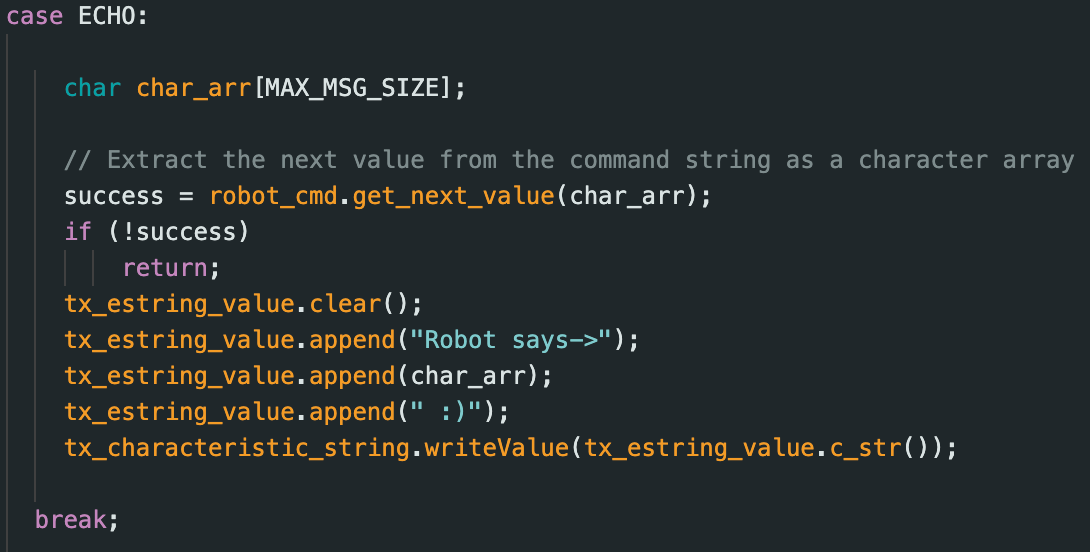 case ECHO:
char char_arr[MAX_MSG_SIZE];
// Extract the next value from the command string as a character array
success = robot_cmd.get_next_value(char_arr);
if (!success)
return;
tx_estring_value.clear();
tx_estring_value.append("Robot says->");
tx_estring_value.append(char_arr);
tx_estring_value.append(" :)");
tx_characteristic_string.writeValue(tx_estring_value.c_str());
break;